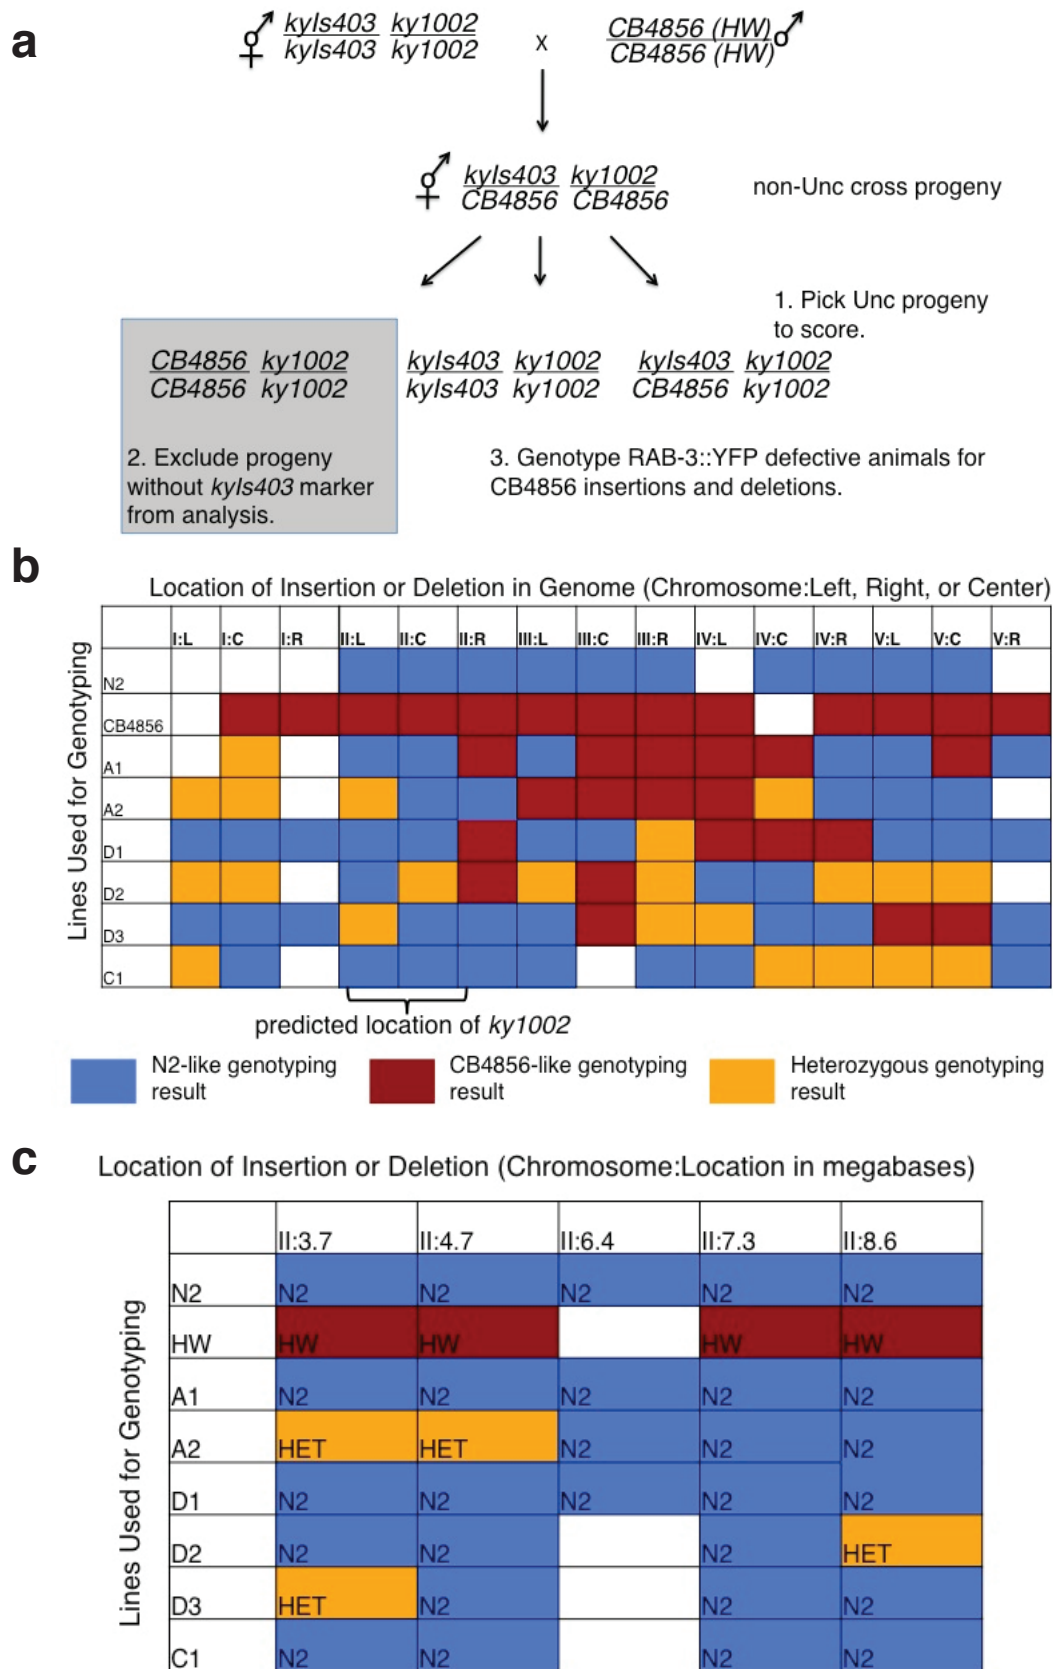 a
kyIs403 ky1002 CB4856 (HW)
kyIs403 ky1002 x CB4856 (HW)
kyIs403 ky1002
CB4856 CB4856
non-Unc cross progeny
1. Pick Unc progeny
to score.
CB4856 ky1002 kyIs403 ky1002 kyIs403 ky1002
CB4856 ky1002 kyIs403 ky1002 CB4856 ky1002
2. Exclude progeny
without kyIs403 marker
from analysis.
3. Genotype RAB-3::YFP defective animals for
CB4856 insertions and deletions.
b
Location of Insertion or Deletion in Genome (Chromosome:Left, Right, or Center)
Lines Used for Genotyping
I:L I:C I:R II:L II:C II:R III:L III:C III:R IV:L IV:C IV:R V:L V:C V:R
N2
CB4856
A1
A2
D1
D2
D3
C1
predicted location of ky1002
N2-like genotyping
result
CB4856-like genotyping
result
Heterozygous genotyping
result
c
Location of Insertion or Deletion (Chromosome:Location in megabases)
Lines Used for Genotyping
II:3.7 II:4.7 II:6.4 II:7.3 II:8.6
N2 N2 N2 N2 N2 N2
HW HW HW HW HW
A1 N2 N2 N2 N2 N2
A2 HET HET N2 N2 N2
D1 N2 N2 N2 N2 N2
D2 N2 N2 N2 HET
D3 HET N2 N2 N2
C1 N2 N2 N2 N2